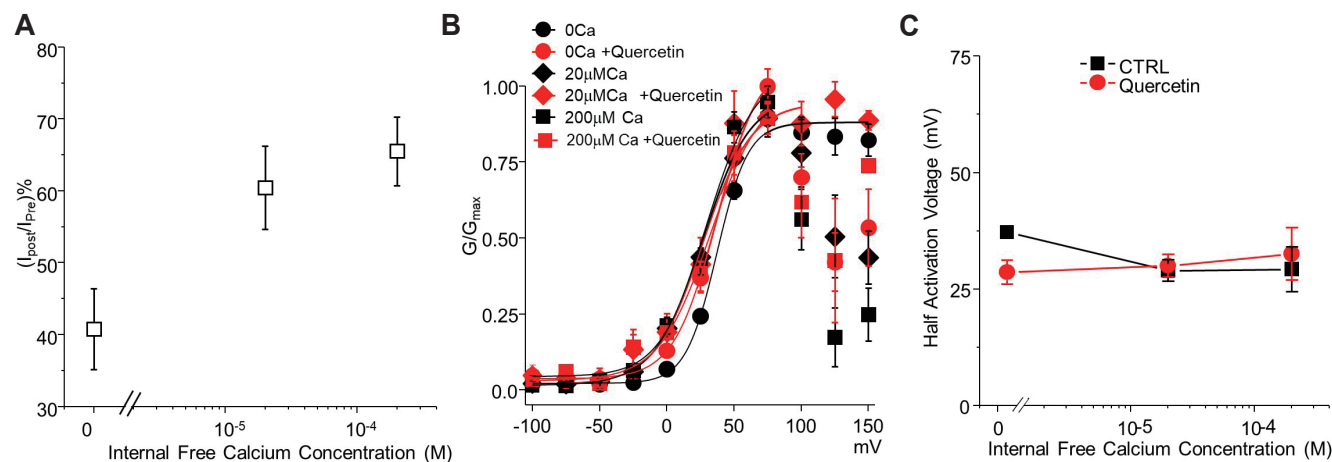 A
80
70
60
50
40
30
(Ipost/IPre)%
0
10-5
10-4
Internal Free Calcium Concentration (M)
B
0Ca
0Ca +Quercetin
20μMCa
20μMCa +Quercetin
200μM Ca
200μM Ca +Quercetin
1.00
0.75
0.50
0.25
0.0
G/Gmax
-100
-50
0
50
100
150
mV
C
CTRL
Quercetin
75
50
25
0
Half Activation Voltage (mV)
0
10-5
10-4
Internal Free Calcium Concentration (M)